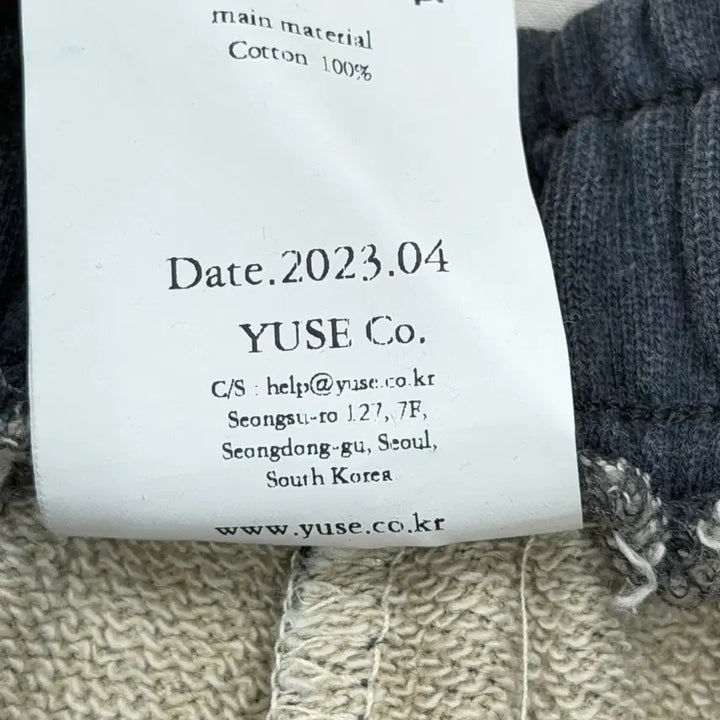 main material
Cotton 100%
Date.2023.04
YUSE Co.
C/S : help@yuse.co.kr
Seongsu-ro 127, 7F,
Seongdong-gu, Seoul,
South Korea
www.yuse.co.kr